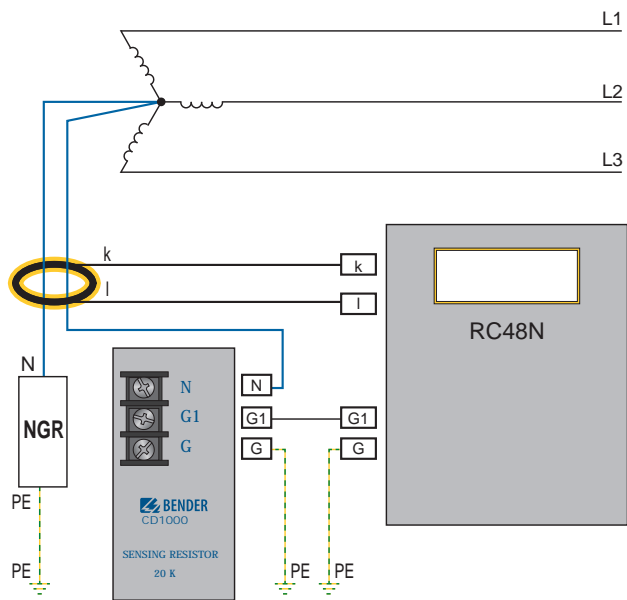 L1
L2
L3
k
k
l
l
RC48N
N
N
N
NGR
G1
G1
G1
G
G
G
PE
BENDER
CD1000
SENSING RESISTOR
20 K
PE
PE
PE